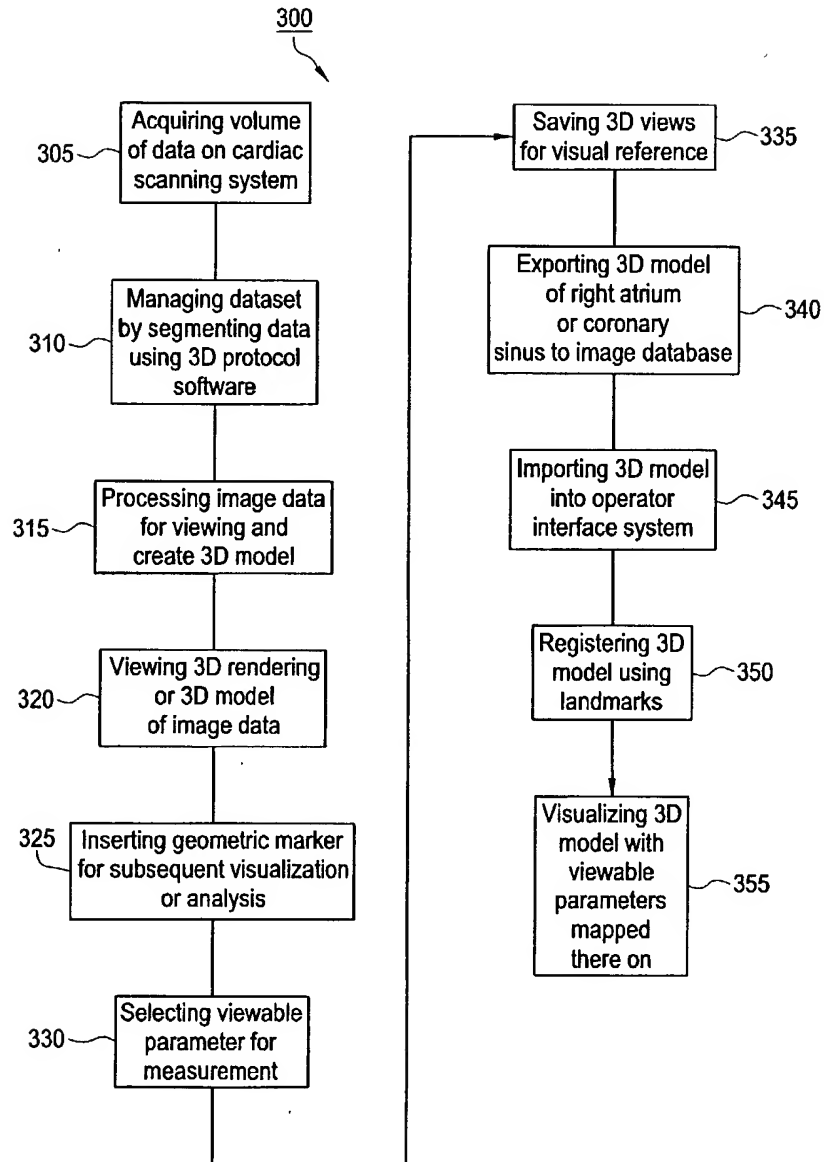 300
305
Acquiring volume
of data on cardiac
scanning system
310
Managing dataset
by segmenting data
using 3D protocol
software
315
Processing image data
for viewing and
create 3D model
320
Viewing 3D rendering
or 3D model
of image data
325
Inserting geometric marker
for subsequent visualization
or analysis
330
Selecting viewable
parameter for
measurement
Saving 3D views
for visual reference
335
Exporting 3D model
of right atrium
or coronary
sinus to image database
340
Importing 3D model
into operator
interface system
345
Registering 3D
model using
landmarks
350
Visualizing 3D
model with
viewable
parameters
mapped
there on
355